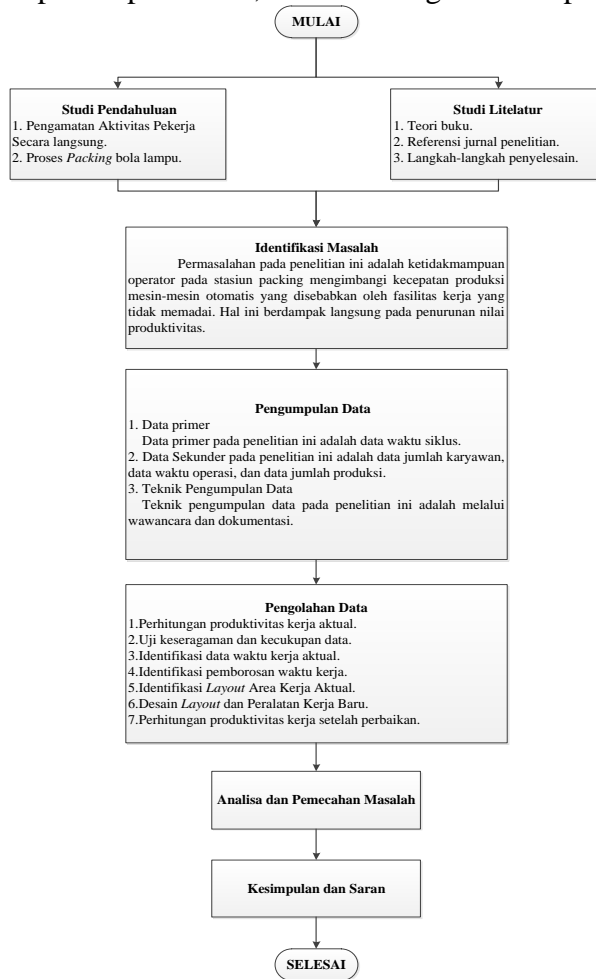 MULAI
Studi Pendahuluan
1. Pengamatan Aktivitas Pekerja
Secara langsung.
2. Proses Packing bola lampu.
Studi Litelatur
1. Teori buku.
2. Referensi jurnal penelitian.
3. Langkah-langkah penyelesain.
Identifikasi Masalah
Permasalahan pada penelitian ini adalah ketidakmampuan
operator pada stasiun packing mengimbangi kecepatan produksi
mesin-mesin otomatis yang disebabkan oleh fasilitas kerja yang
tidak memadai. Hal ini berdampak langsung pada penurunan nilai
produktivitas.
Pengumpulan Data
1. Data primer
Data primer pada penelitian ini adalah data waktu siklus.
2. Data Sekunder pada penelitian ini adalah data jumlah karyawan,
data waktu operasi, dan data jumlah produksi.
3. Teknik Pengumpulan Data
Teknik pengumpulan data pada penelitian ini adalah melalui
wawancara dan dokumentasi.
Pengolahan Data
1.Perhitungan produktivitas kerja aktual.
2.Uji keseragaman dan kecukupan data.
3.Identifikasi data waktu kerja aktual.
4.Identifikasi pemborosan waktu kerja.
5.Identifikasi Layout Area Kerja Aktual.
6.Desain Layout dan Peralatan Kerja Baru.
7.Perhitungan produktivitas kerja setelah perbaikan.
Analisa dan Pemecahan Masalah
Kesimpulan dan Saran
SELESAI